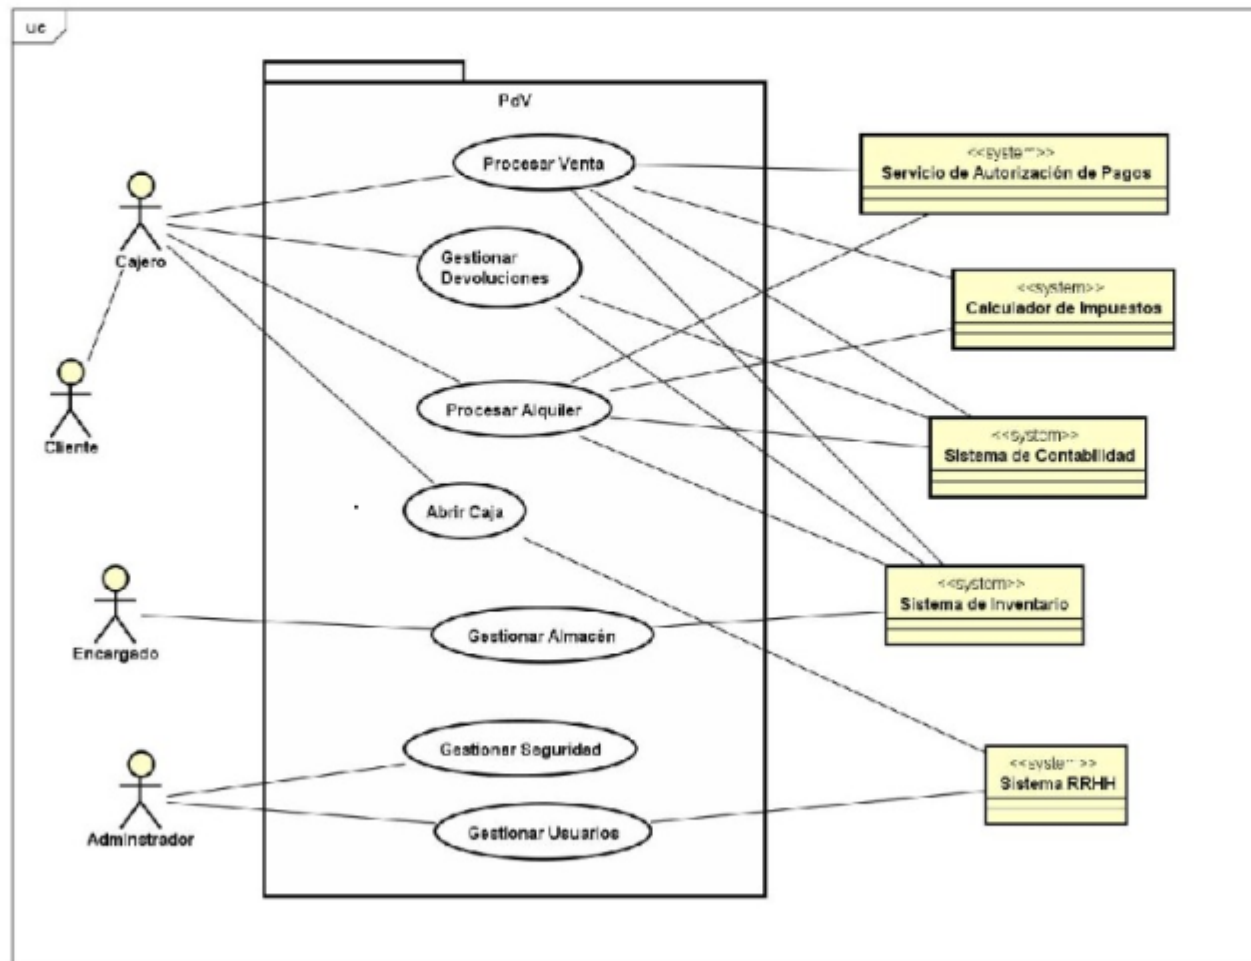 uc
PdV
Procesar Venta
<<system>>
Servicio de Autorización de Pagos
Cajero
Gestionar
Devoluciones
<<system>>
Calculador de Impuestos
Cliente
Procesar Alquiler
<<system>>
Sistema de Contabilidad
Abrir Caja
<<system>>
Sistema de Inventario
Encargado
Gestionar Almacén
Gestionar Seguridad
<<system>>
Sistema RRHH
Adminstrador
Gestionar Usuarios